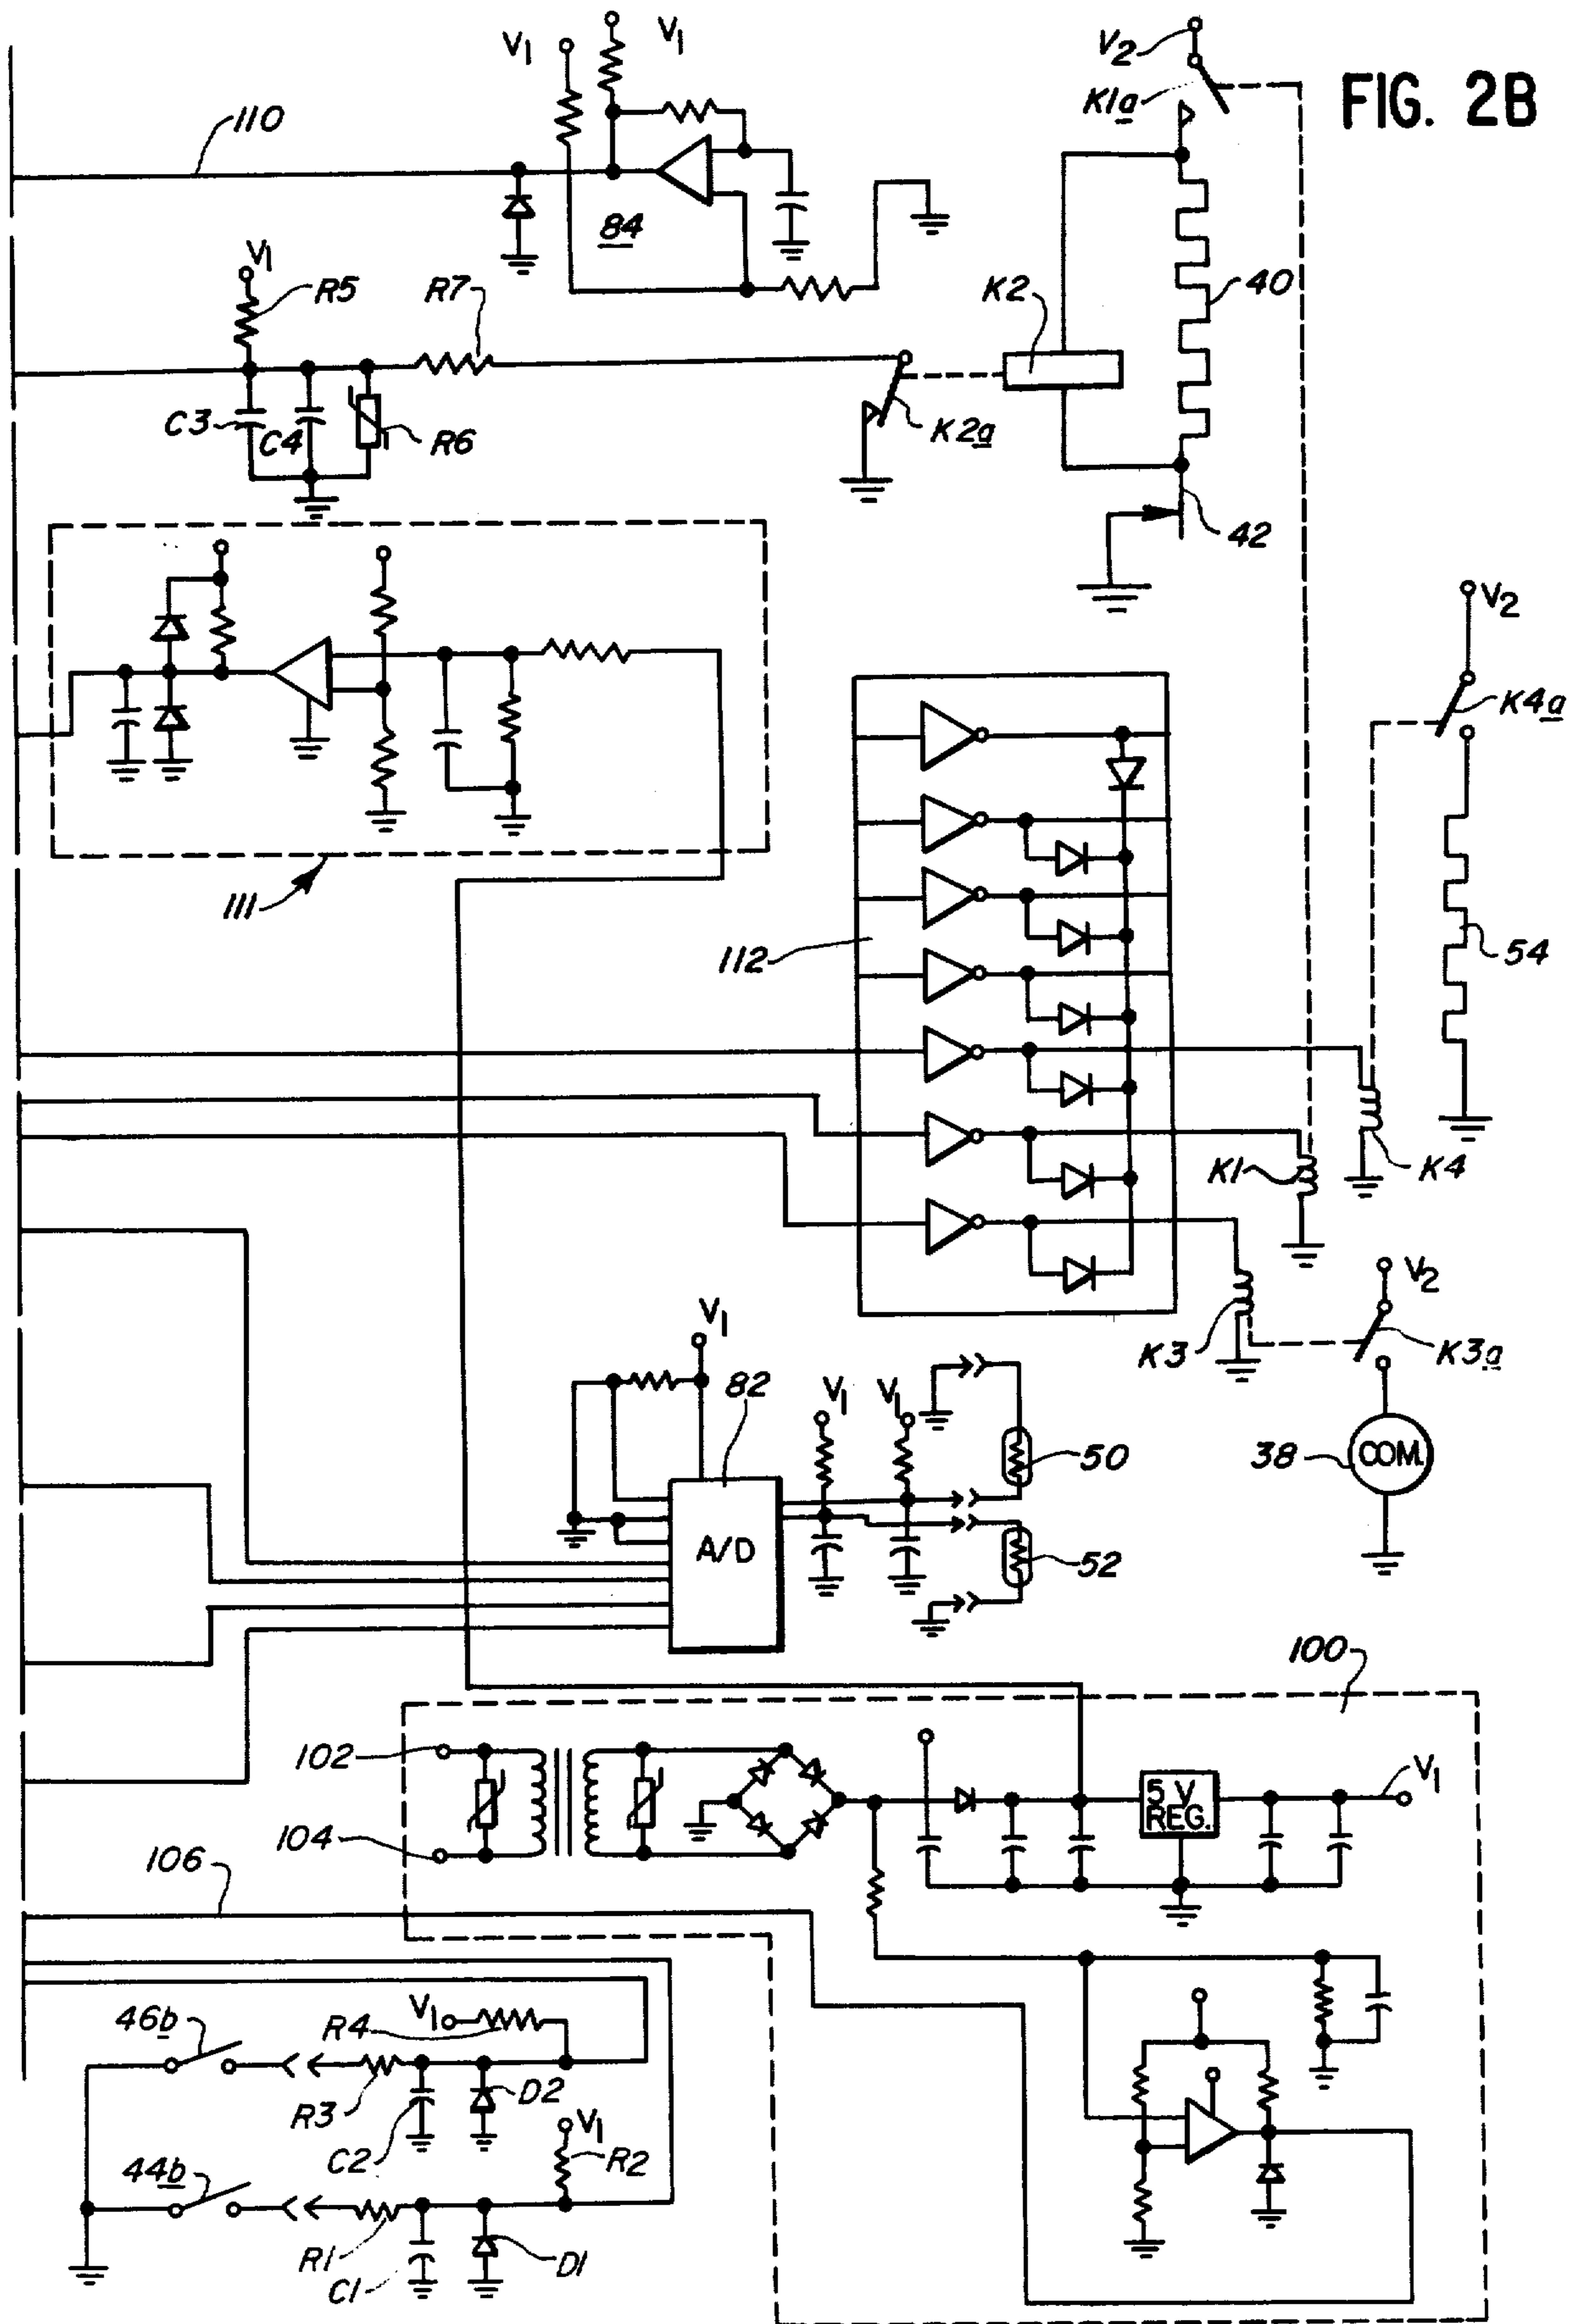 V1
V1
V2
FIG. 2B
K1a
110
84
V1
R5
R7
K2
40
C3
C4
R6
K2a
42
V2
K4a
111
112
54
K1
K4
V1
82
V1
V1
K3
V2
K3a
50
38
COM.
A/D
52
100
102
5 V
REG.
V1
104
106
46b
V1
R4
R3
D2
C2
V1
R2
44b
R1
D1
C1